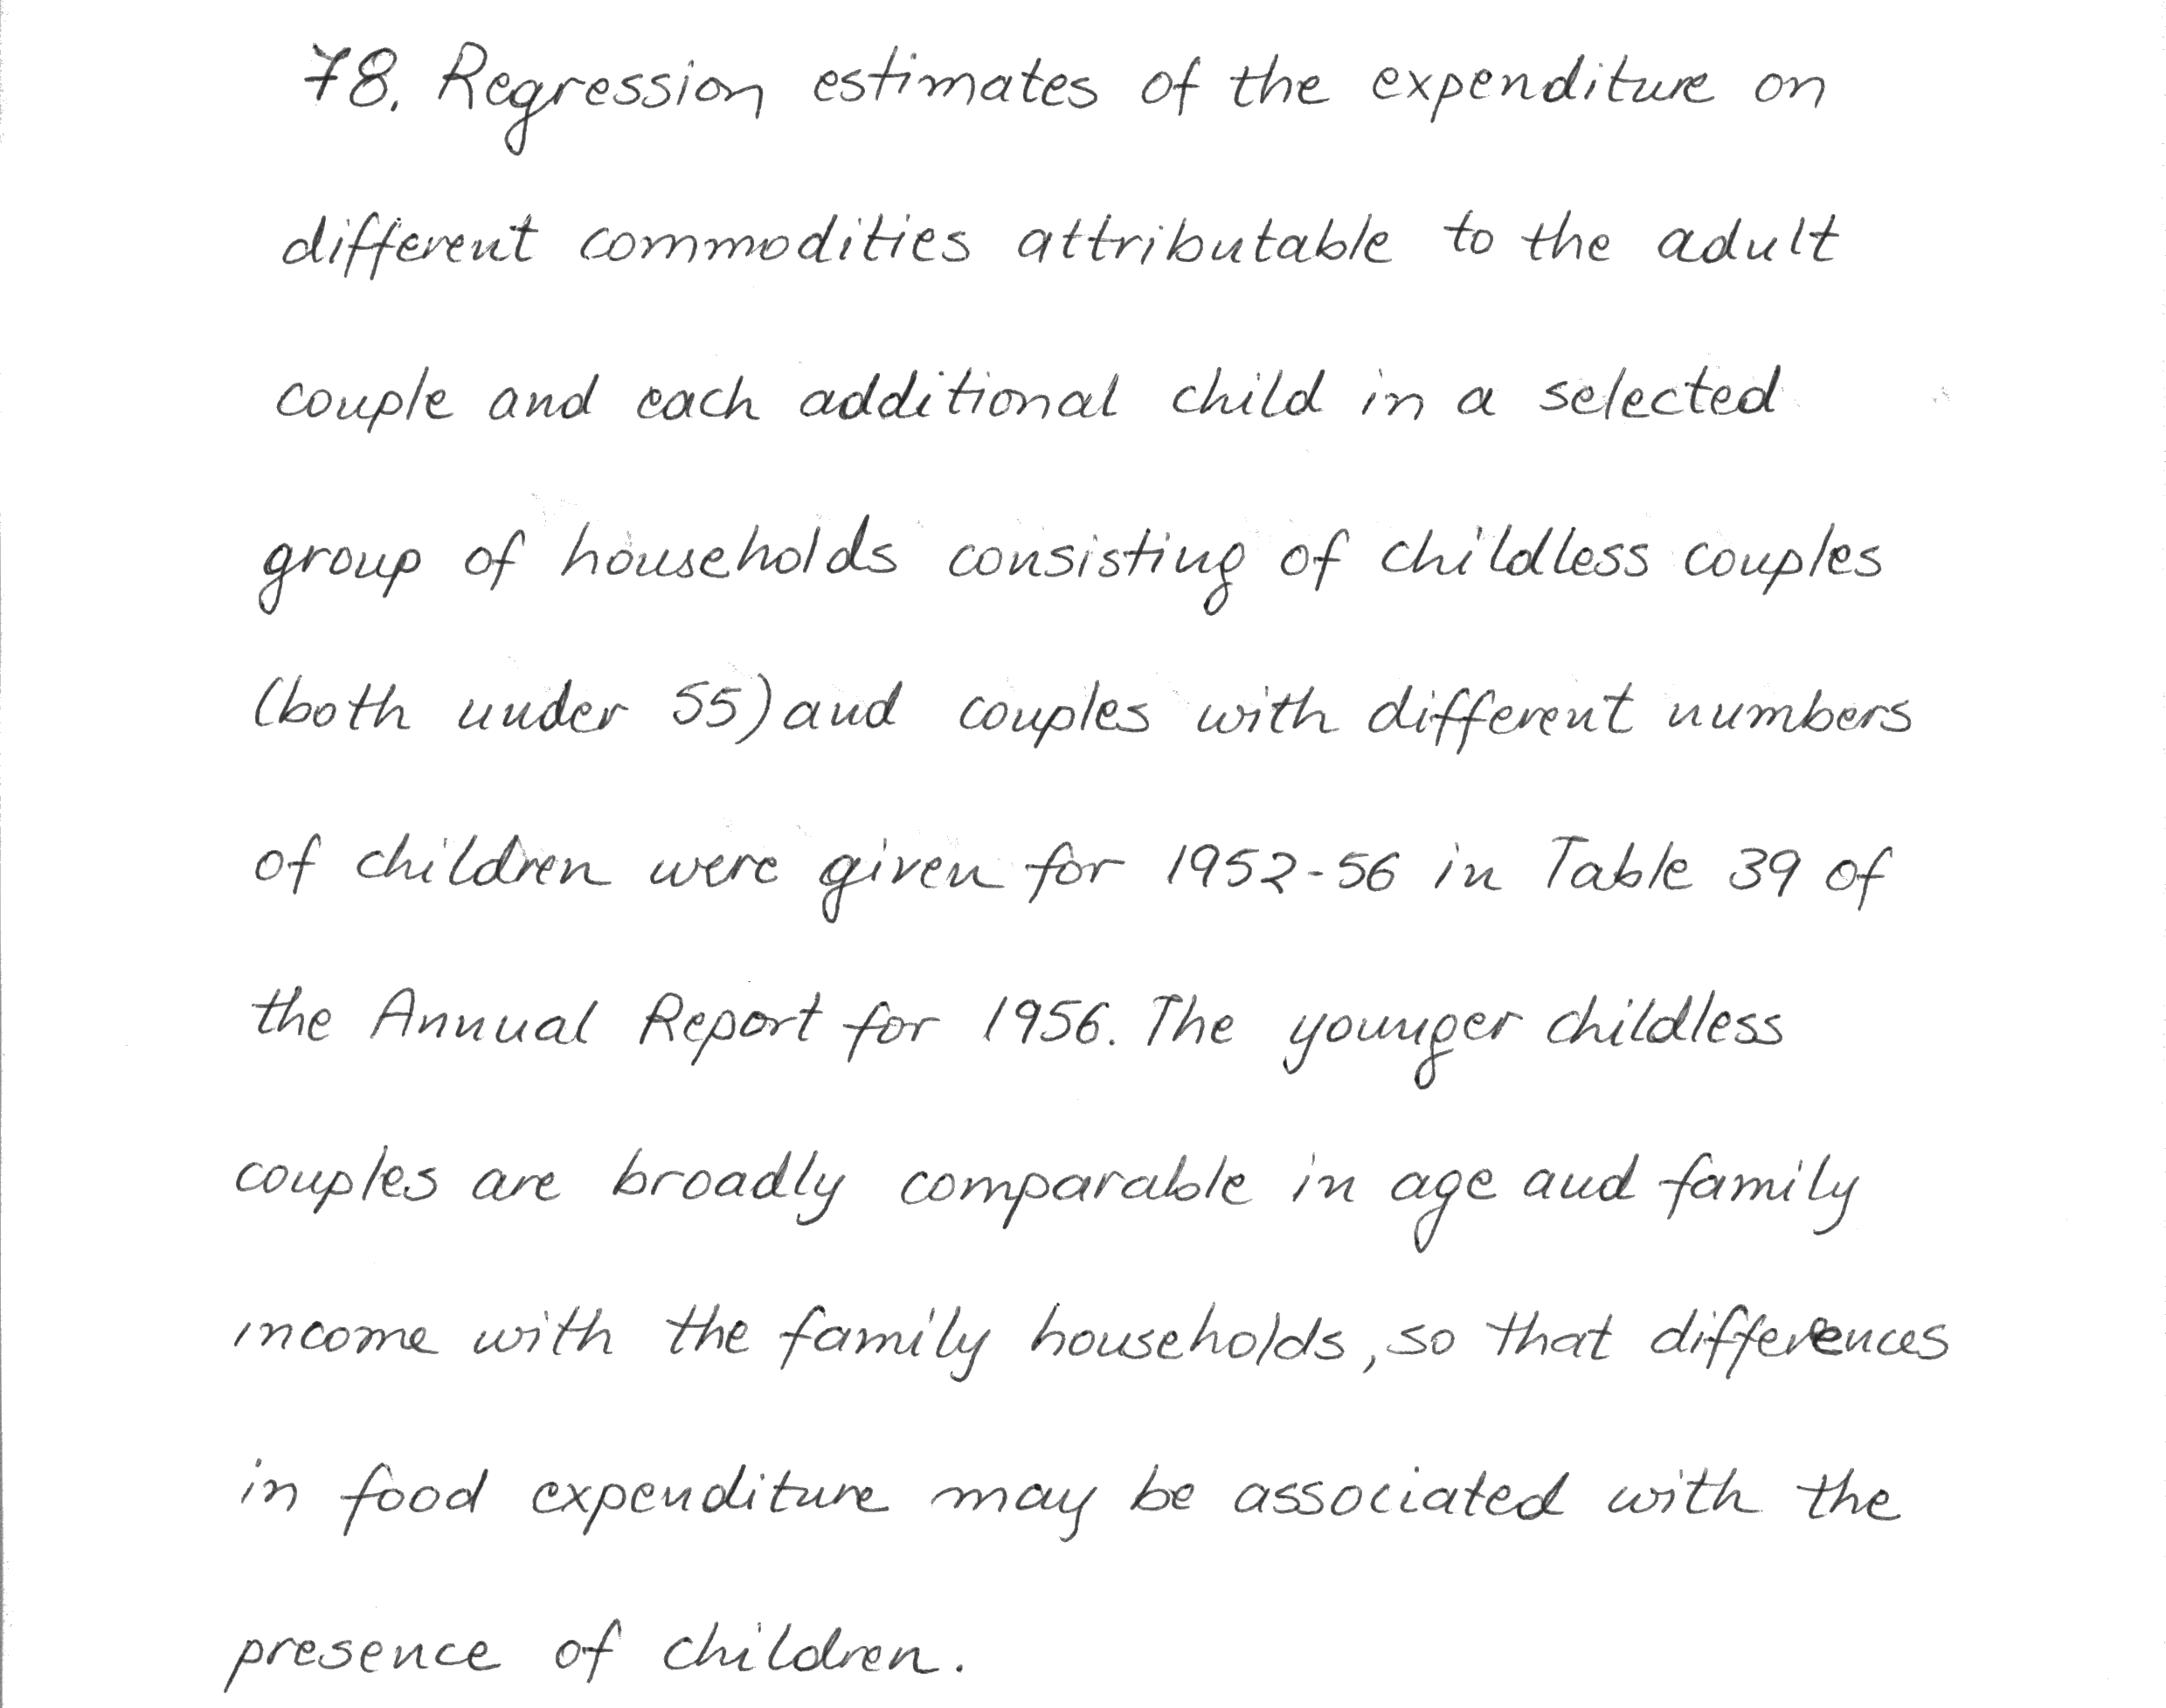 78. Regression estimates of the expenditure on
different commodities attributable to the adult
couple and each additional child in a selected
group of households consisting of childless couples
(both under 55) and couples with different numbers
of children were given for 1952-56 in Table 39 of
the Annual Report for 1956. The younger childless
couples are broadly comparable in age and family
income with the family households, so that differences
in food expenditure may be associated with the
presence of children.